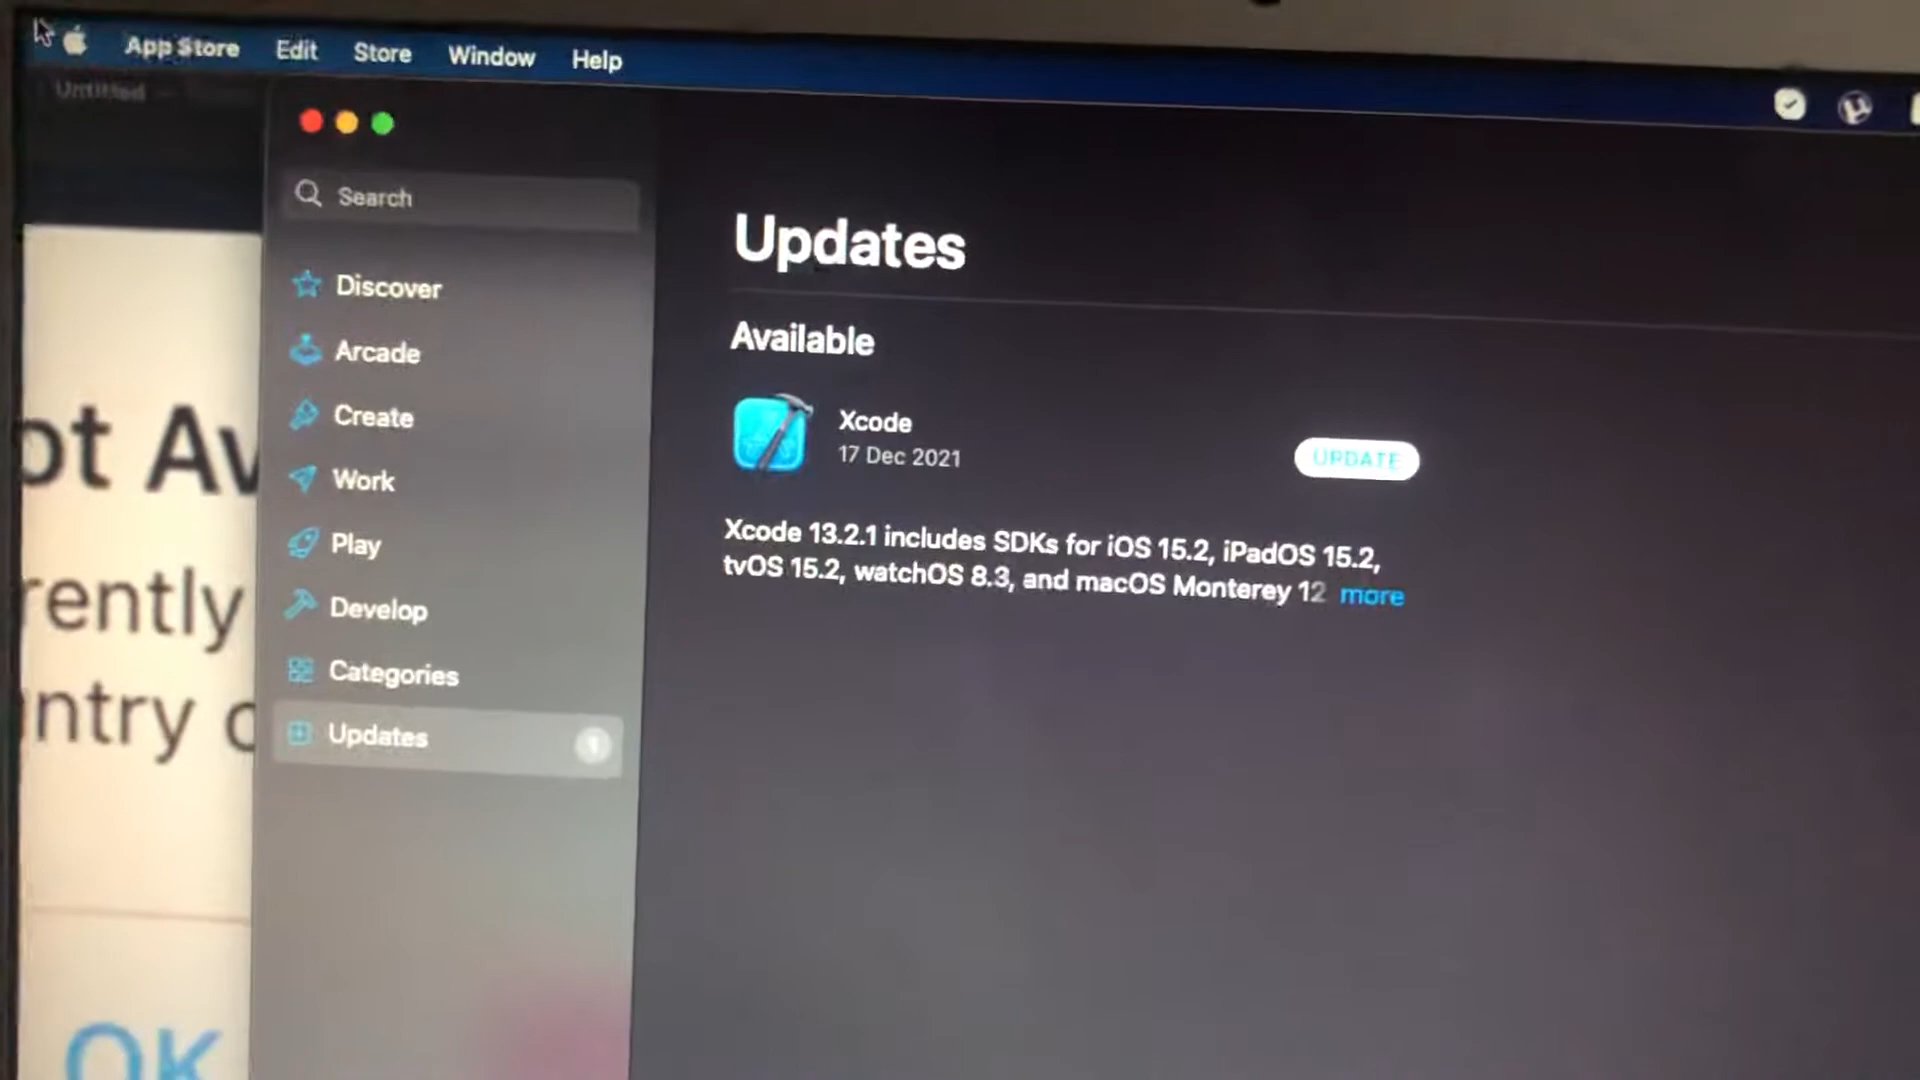 App Store Edit Store Window Help
Untitled
Search
Discover
Arcade
Create
Work
Play
Develop
Categories
Updates 1
Updates
Available
Xcode
17 Dec 2021
UPDATE
Xcode 13.2.1 includes SDKs for iOS 15.2, iPadOS 15.2,
tvOS 15.2, watchOS 8.3, and macOS Monterey 12 more
ot Av
rently
ntry
OK